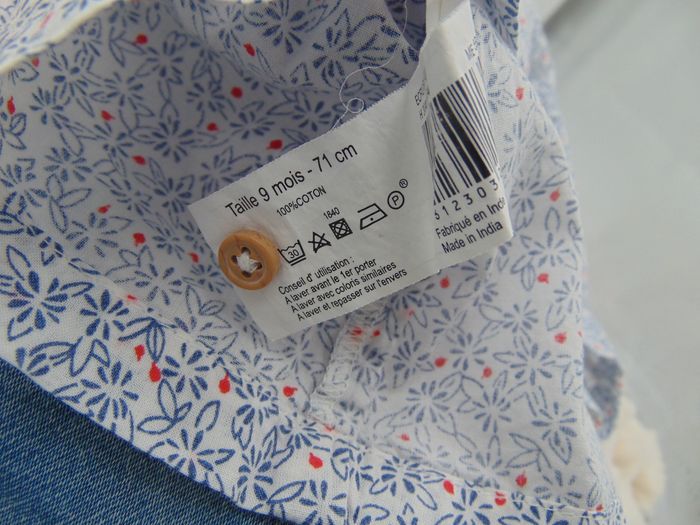 Taille 9 mois - 71 cm
100%COTON
1840
30
P
®
Conseil d' utilisation :
A laver avant le 1er porter
A laver avec coloris similaires
A laver et repasser sur l'envers
612303
Fabriqué en Inde
Made in India